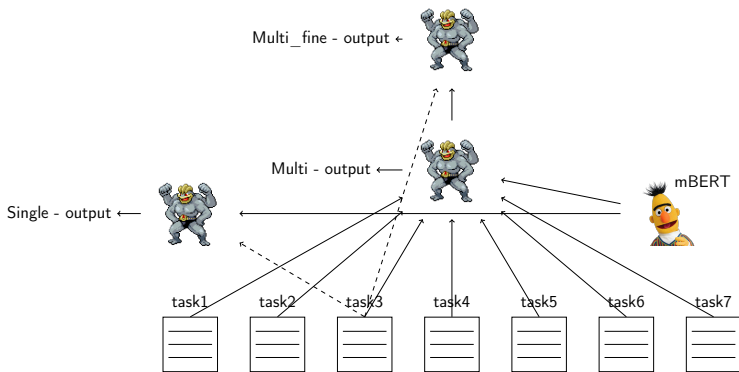 Multi_fine - output
Multi - output
mBERT
Single - output
task1 task2 task3 task4 task5 task6 task7